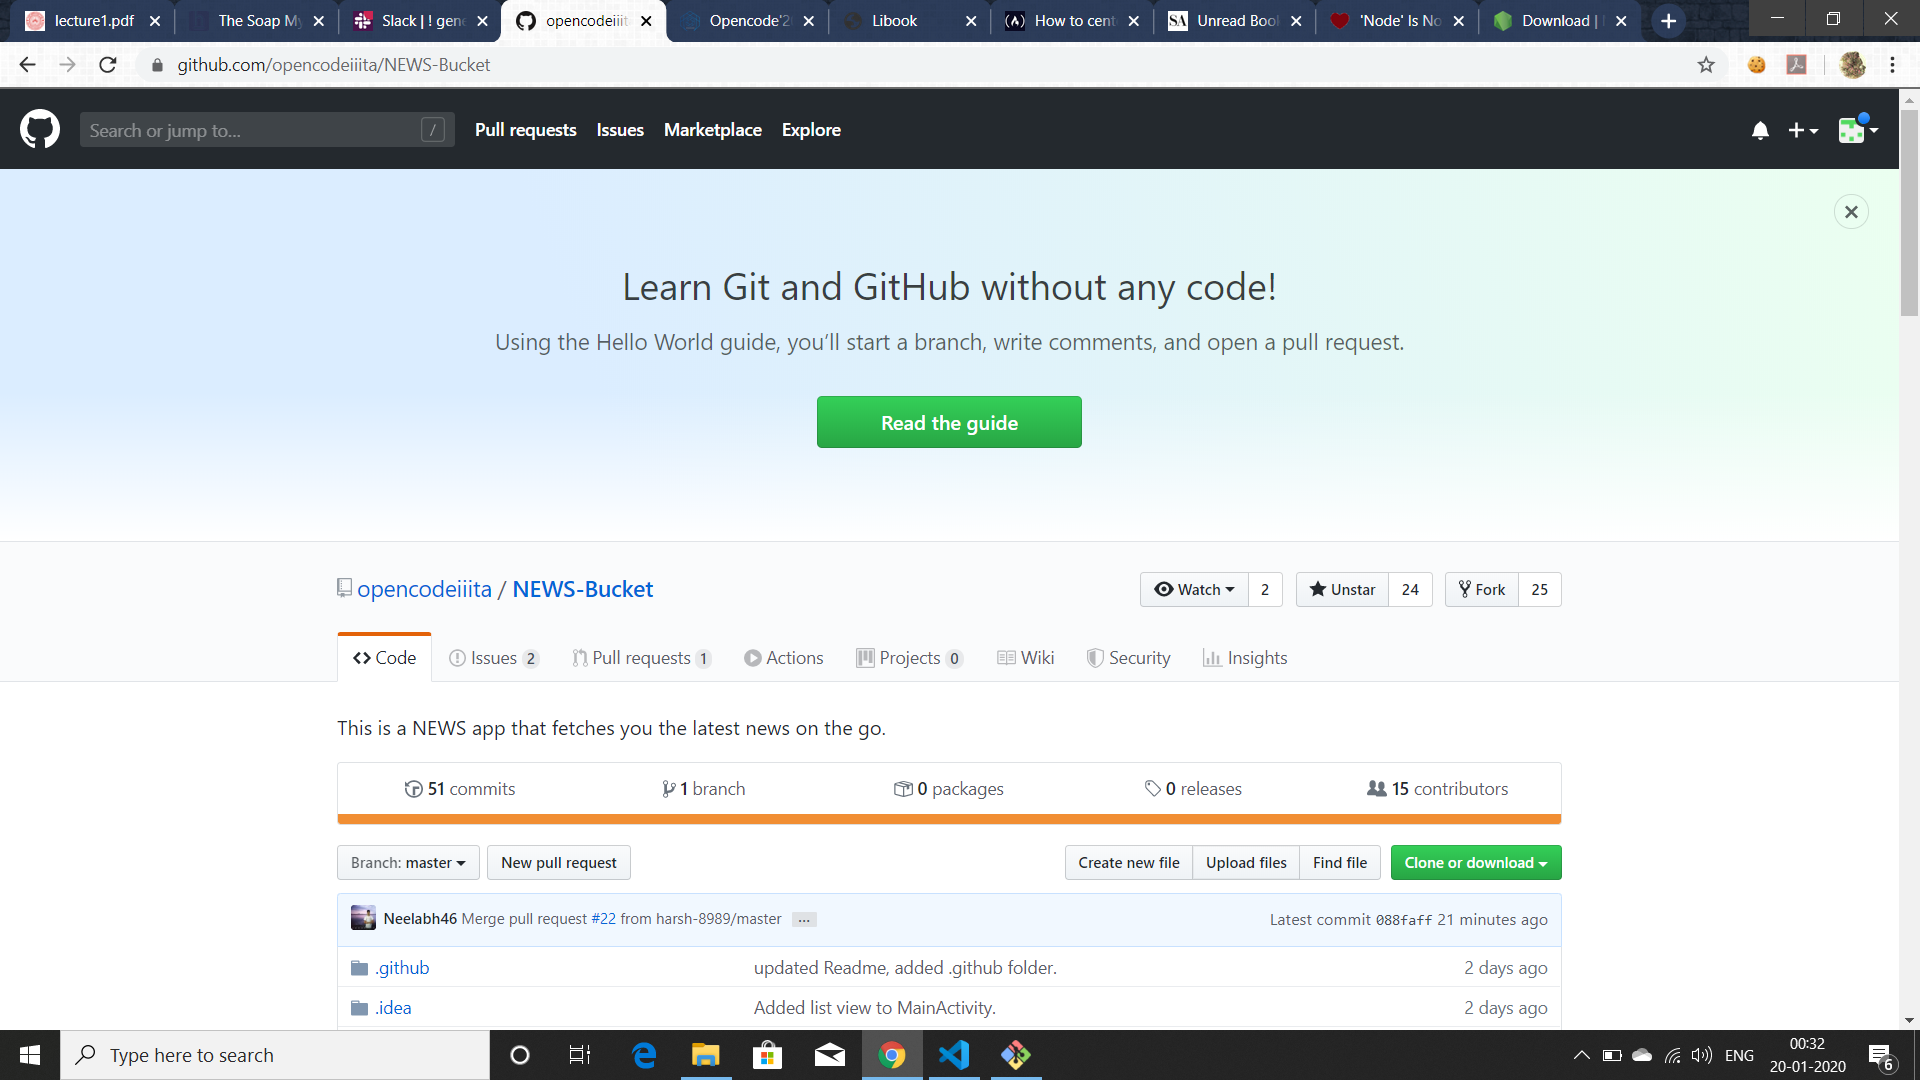 lecture1.pdf The Soap My Slack | ! gene opencodeiiit Opencode'2 Libook How to cent Unread Boo 'Node' Is No Download |
github.com/opencodeiiita/NEWS-Bucket
Search or jump to... / Pull requests Issues Marketplace Explore
Learn Git and GitHub without any code!
Using the Hello World guide, you’ll start a branch, write comments, and open a pull request.
Read the guide
opencodeiiita / NEWS-Bucket Watch 2 Unstar 24 Fork 25
Code Issues 2 Pull requests 1 Actions Projects 0 Wiki Security Insights
This is a NEWS app that fetches you the latest news on the go.
51 commits 1 branch 0 packages 0 releases 15 contributors
Branch: master New pull request Create new file Upload files Find file Clone or download
Neelabh46 Merge pull request #22 from harsh-8989/master ... Latest commit 088faff 21 minutes ago
.github updated Readme, added .github folder. 2 days ago
.idea Added list view to MainActivity. 2 days ago
Type here to search ENG 00:32
20-01-2020 6